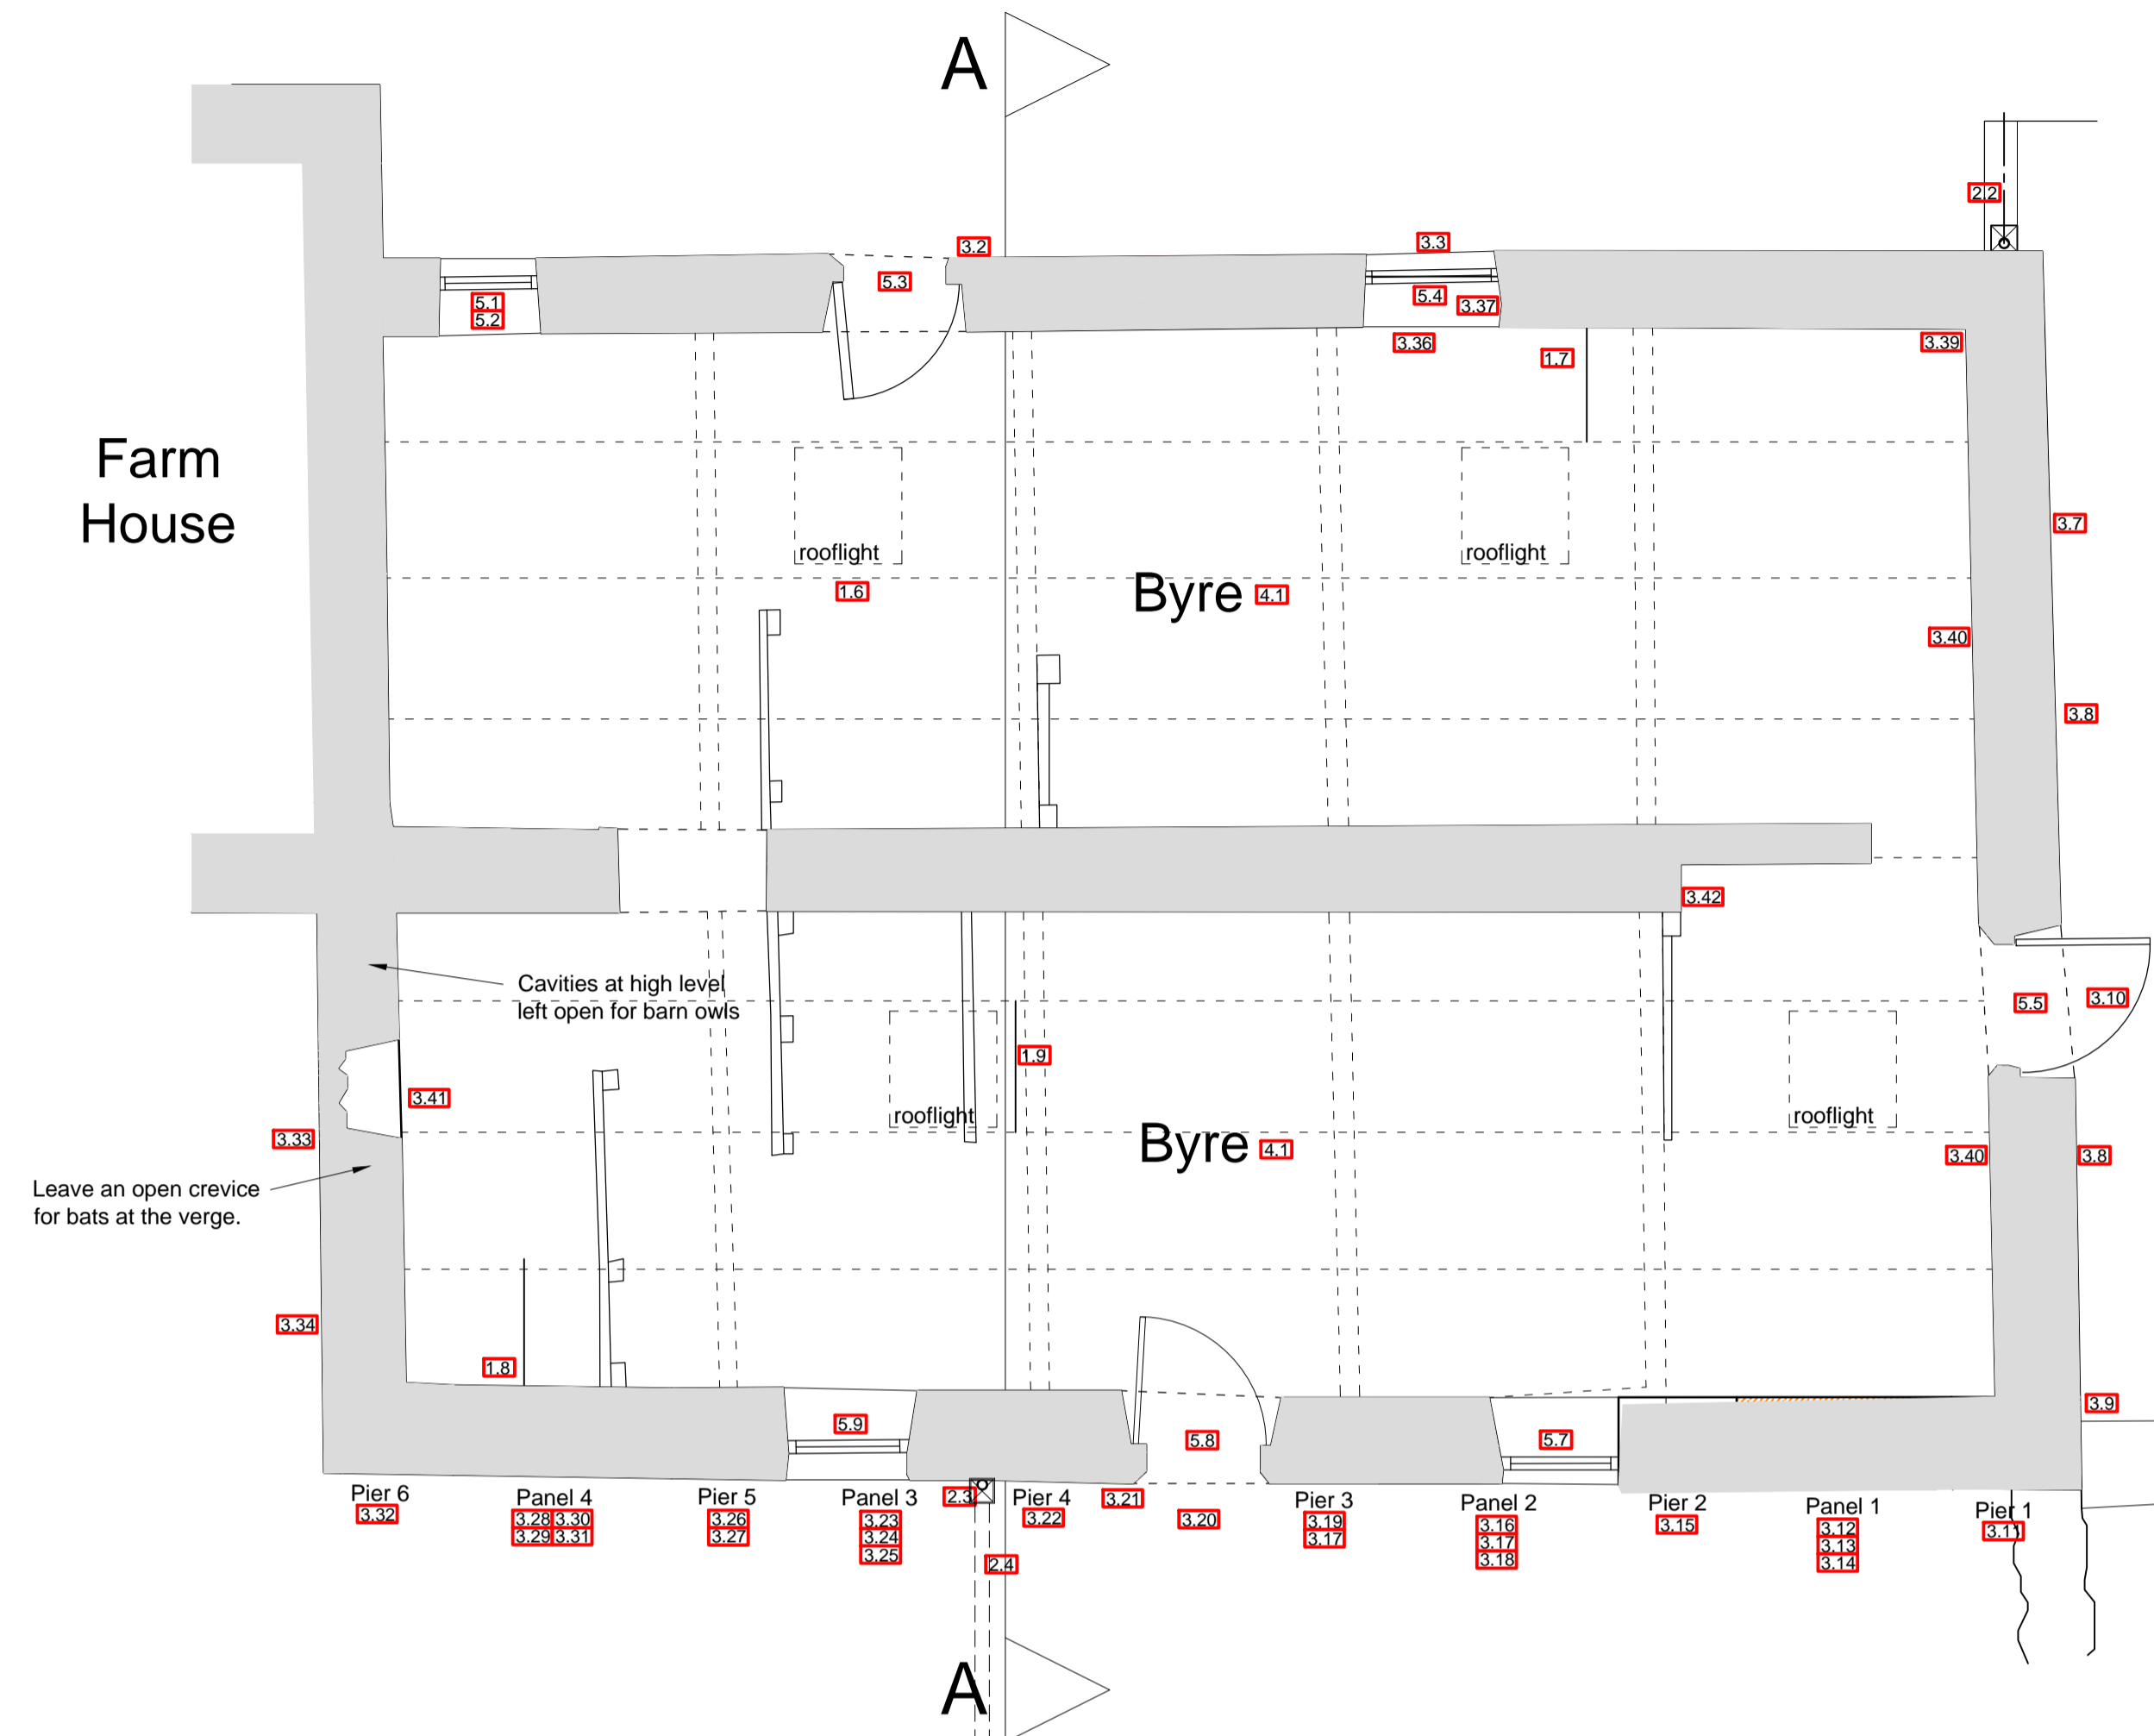 A
2.2
3.2
3.3
5.3
5.1
5.2
5.4
3.37
3.36
1.7
3.39
Farm
House
3.7
rooflight
rooflight
1.6
Byre
4.1
3.40
3.8
3.42
Cavities at high level
left open for barn owls
5.5
3.10
1.9
3.41
rooflight
rooflight
3.33
Byre
4.1
3.40
3.8
Leave an open crevice
for bats at the verge.
3.34
1.8
3.9
5.9
5.8
5.7
Pier 6
3.32
Panel 4
3.28
3.30
3.29
3.31
Pier 5
3.26
3.27
Panel 3
3.23
3.24
3.25
2.3
Pier 4
3.22
3.21
3.20
Pier 3
3.19
3.17
Panel 2
3.16
3.17
3.18
Pier 2
3.15
Panel 1
3.12
3.13
3.14
Pier 1
3.11
2.4
A